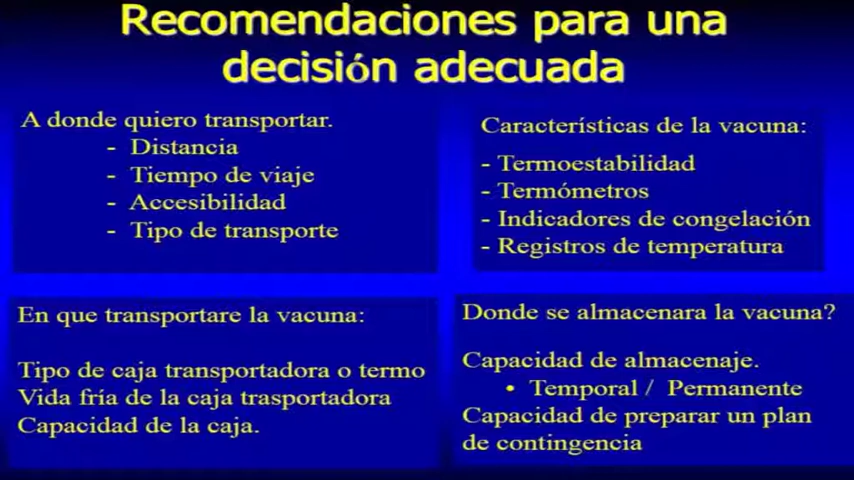 Recomendaciones para una
decisión adecuada
A donde quiero transportar.
- Distancia
- Tiempo de viaje
- Accesibilidad
- Tipo de transporte
Características de la vacuna:
- Termoestabilidad
- Termómetros
- Indicadores de congelación
- Registros de temperatura
En que transportare la vacuna:
Tipo de caja transportadora o termo
Vida fría de la caja trasportadora
Capacidad de la caja.
Donde se almacenara la vacuna?
Capacidad de almacenaje.
• Temporal / Permanente
Capacidad de preparar un plan
de contingencia